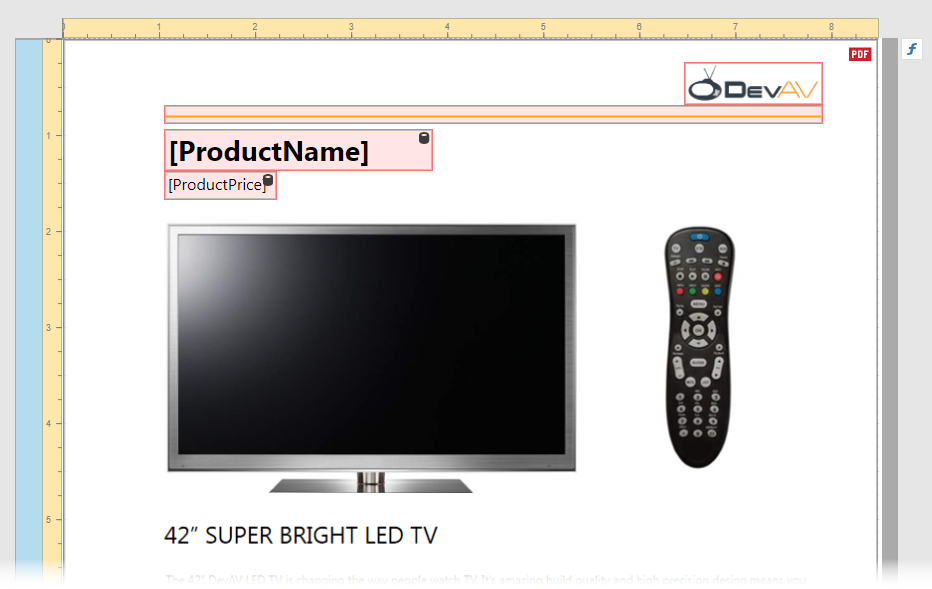 1 2 3 4 5 6 7 8
0
PDF
f
DevAV
1
[ProductName]
[ProductPrice]
2
3
4
5
42” SUPER BRIGHT LED TV
The 42” DevAV LED TV is changing the way people watch TV. It's amazing build quality and high precision design means you